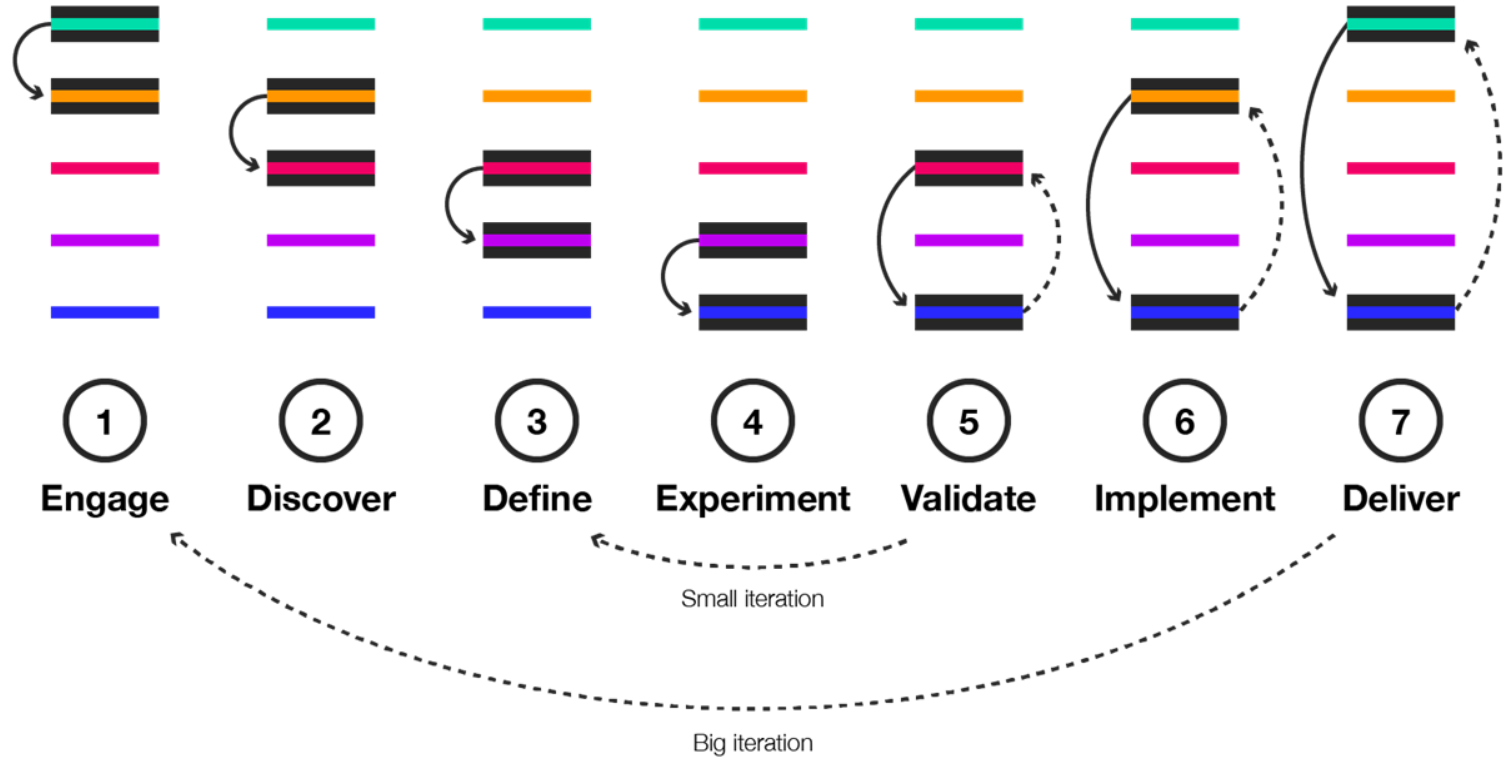 1 2 3 4 5 6 7
Engage Discover Define Experiment Validate Implement Deliver
Small iteration
Big iteration